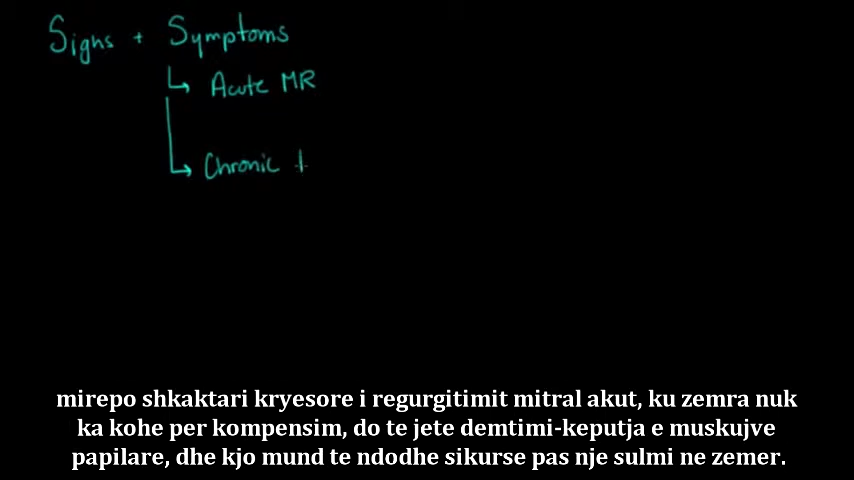 Signs + Symptoms
Acute MR
Chronic
mirepo shkaktari kryesore i regurgitimit mitral akut, ku zemra nuk
ka kohe per kompensim, do te jete demtimi-keputja e muskujve
papilare, dhe kjo mund te ndodhe sikurse pas nje sulmi ne zemer.